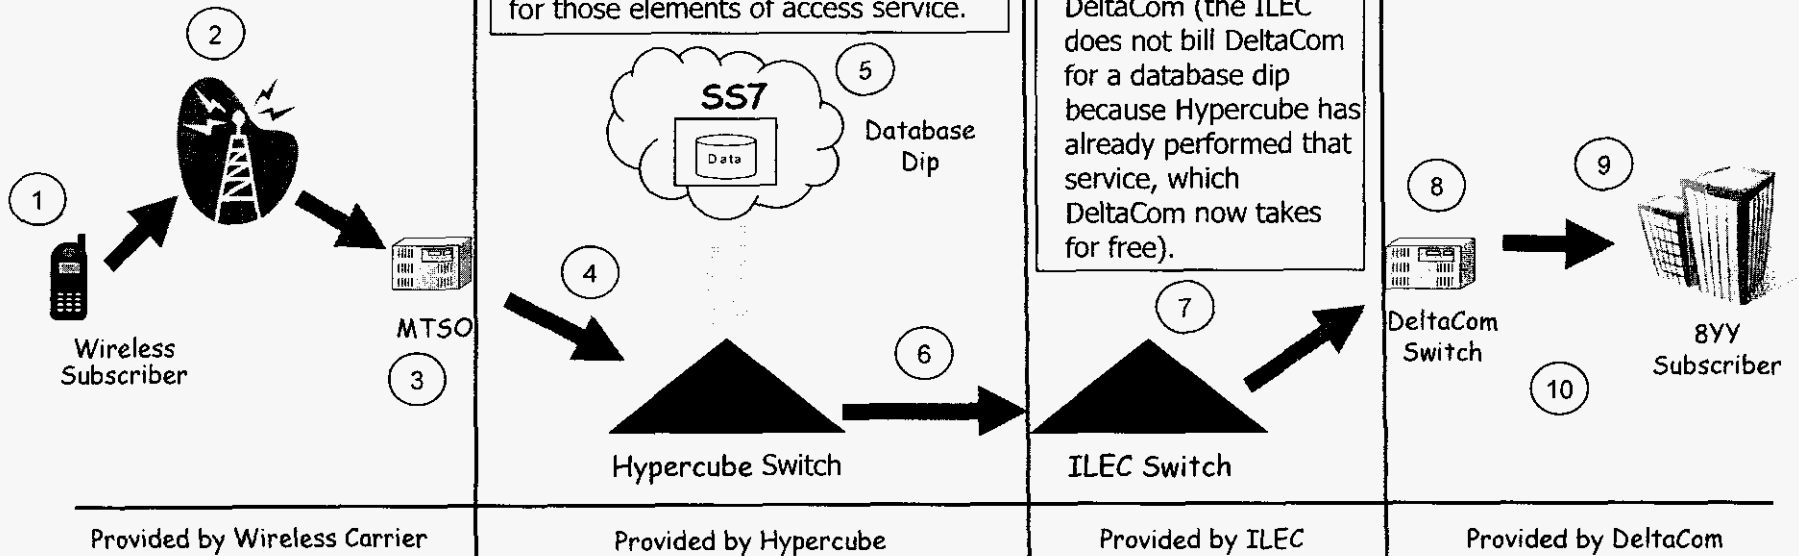 for those elements of access service.
DeltaCom (the ILEC
does not bill DeltaCom
for a database dip
because Hypercube has
already performed that
service, which
DeltaCom now takes
for free).
1
2
3
4
5
6
7
8
9
10
SS7
Data
Database
Dip
Wireless
Subscriber
MTSO
Hypercube Switch
ILEC Switch
DeltaCom
Switch
8YY
Subscriber
Provided by Wireless Carrier
Provided by Hypercube
Provided by ILEC
Provided by DeltaCom